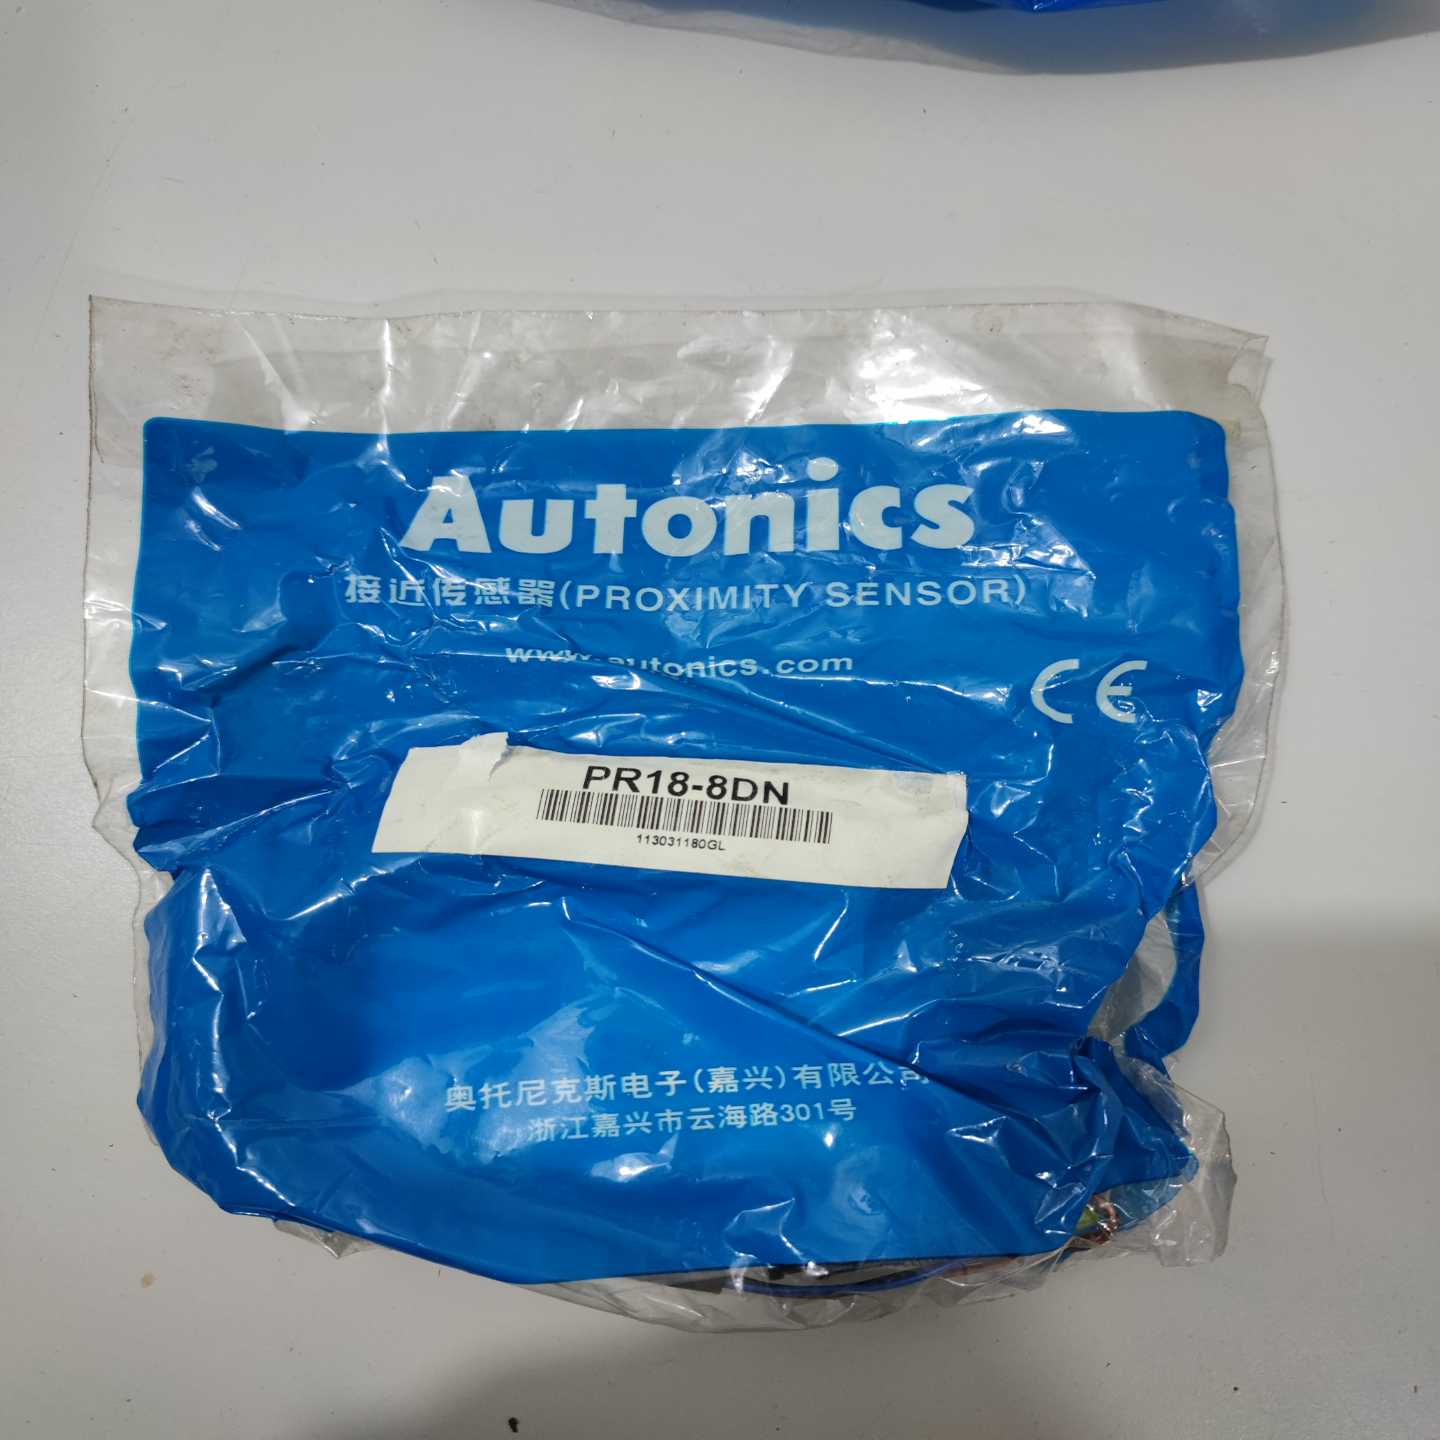 Autonics
接近传感器(PROXIMITY SENSOR)
www.autonics.com
CE
PR18-8DN
113031180GL
奥托尼克斯电子(嘉兴)有限公司
浙江嘉兴市云海路301号